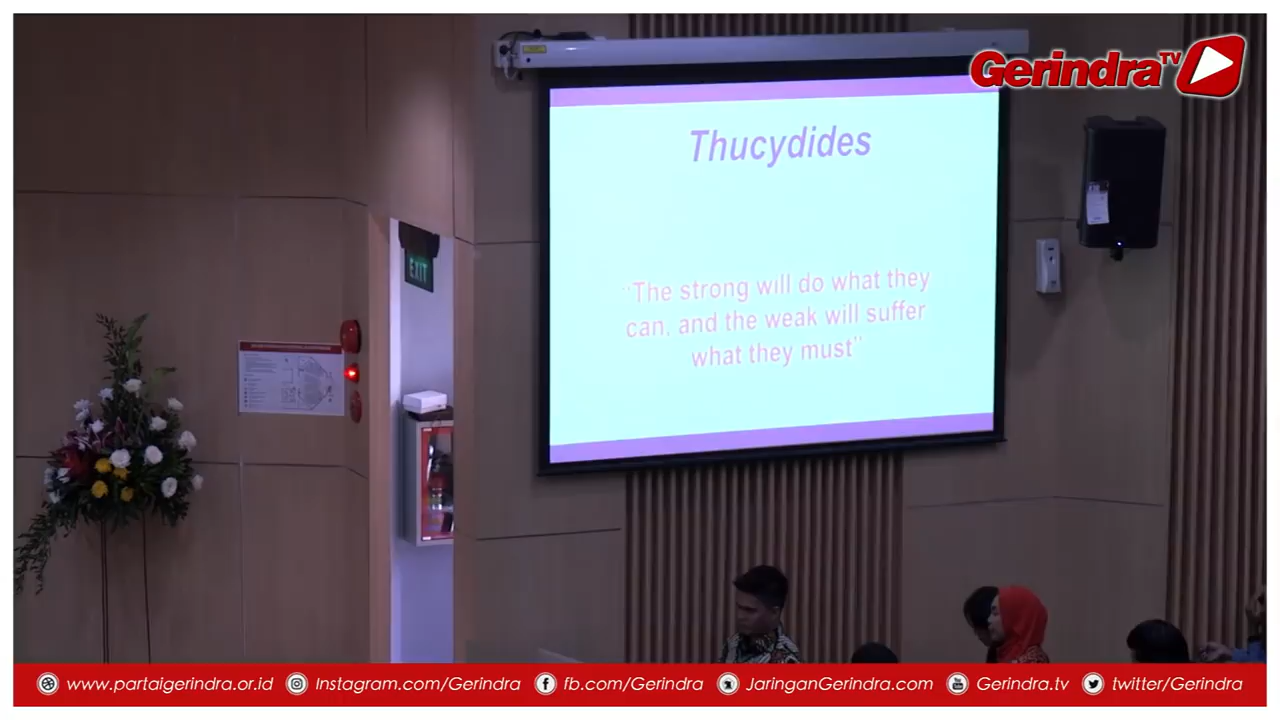 Gerindra TV
Thucydides
"The strong will do what they
can, and the weak will suffer
what they must"
EXIT
www.partaigerindra.or.id
Instagram.com/Gerindra
fb.com/Gerindra
JaringanGerindra.com
Gerindra.tv
twitter/Gerindra